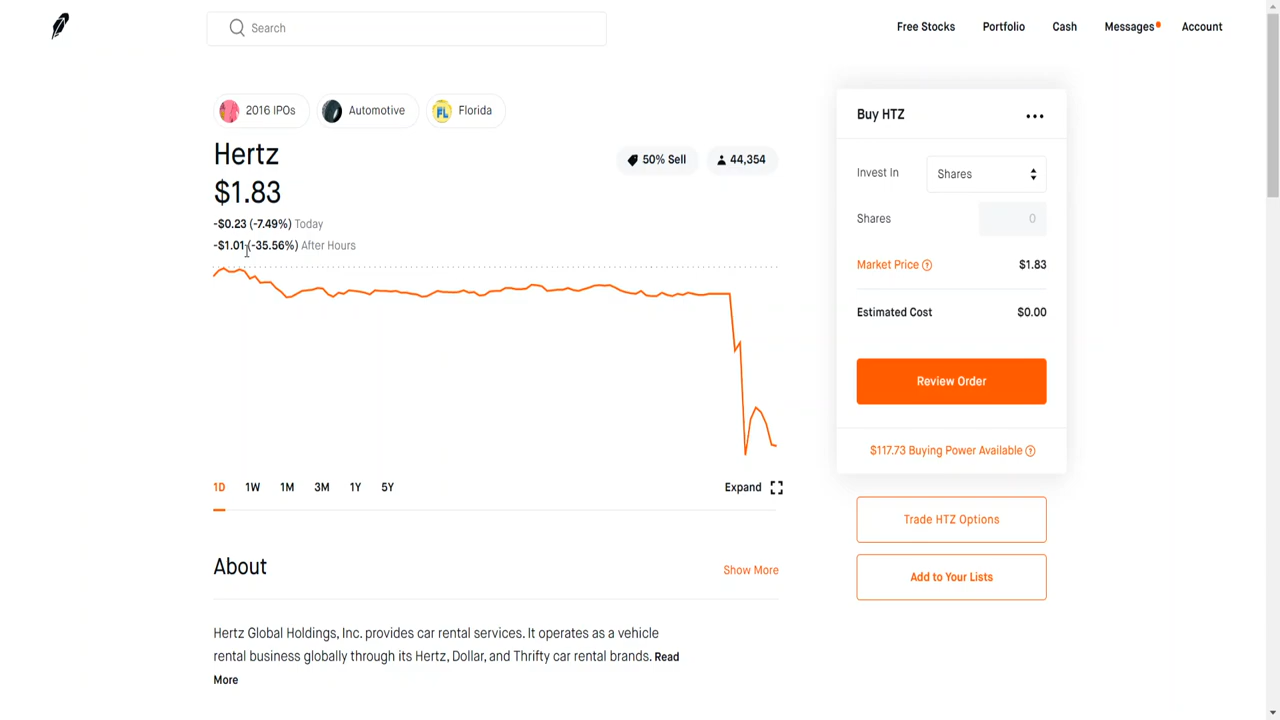 Search
Free Stocks Portfolio Cash Messages Account
2016 IPOs Automotive FL Florida
Hertz
50% Sell 44,354
$1.83
-$0.23 (-7.49%) Today
-$1.01 (-35.56%) After Hours
1D 1W 1M 3M 1Y 5Y Expand
About Show More
Hertz Global Holdings, Inc. provides car rental services. It operates as a vehicle
rental business globally through its Hertz, Dollar, and Thrifty car rental brands. Read
More
Buy HTZ
Invest In Shares
Shares 0
Market Price ? $1.83
Estimated Cost $0.00
Review Order
$117.73 Buying Power Available ?
Trade HTZ Options
Add to Your Lists